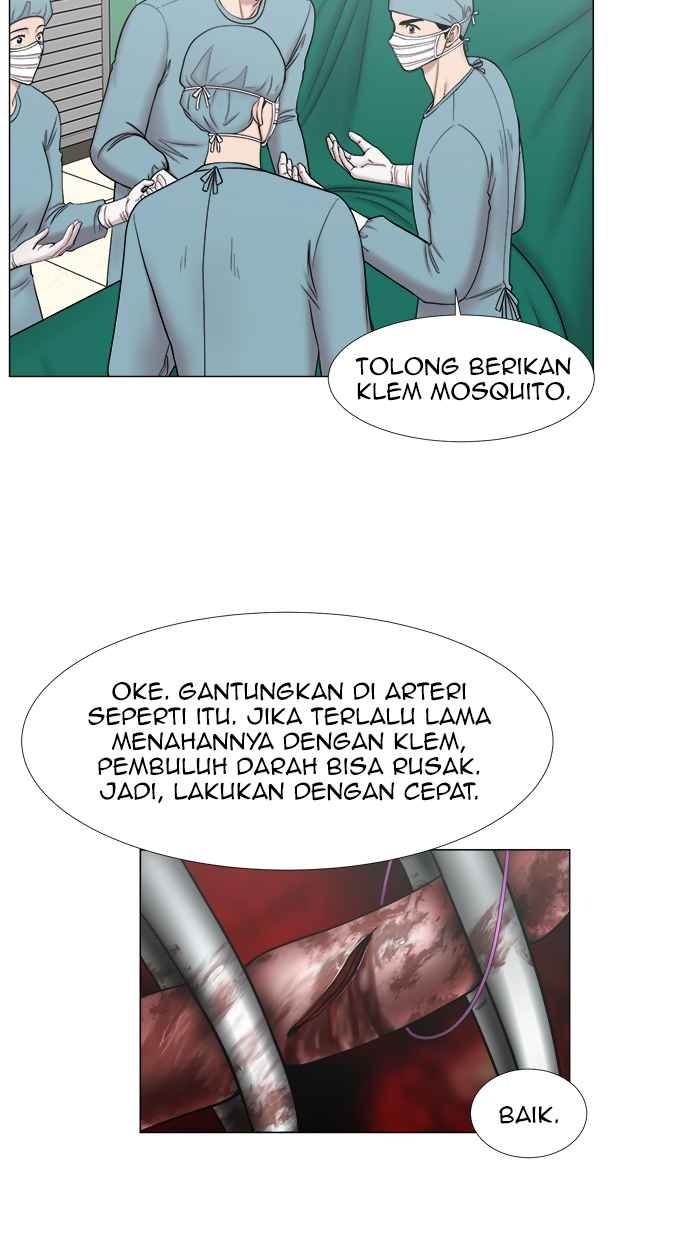 TOLONG BERIKAN
KLEM MOSQUITO.
OKE. GANTUNGKAN DI ARTERI
SEPERTI ITU. JIKA TERLALU LAMA
MENAHANNYA DENGAN KLEM,
PEMBULUH DARAH BISA RUSAK.
JADI, LAKUKAN DENGAN CEPAT.
BAIK.